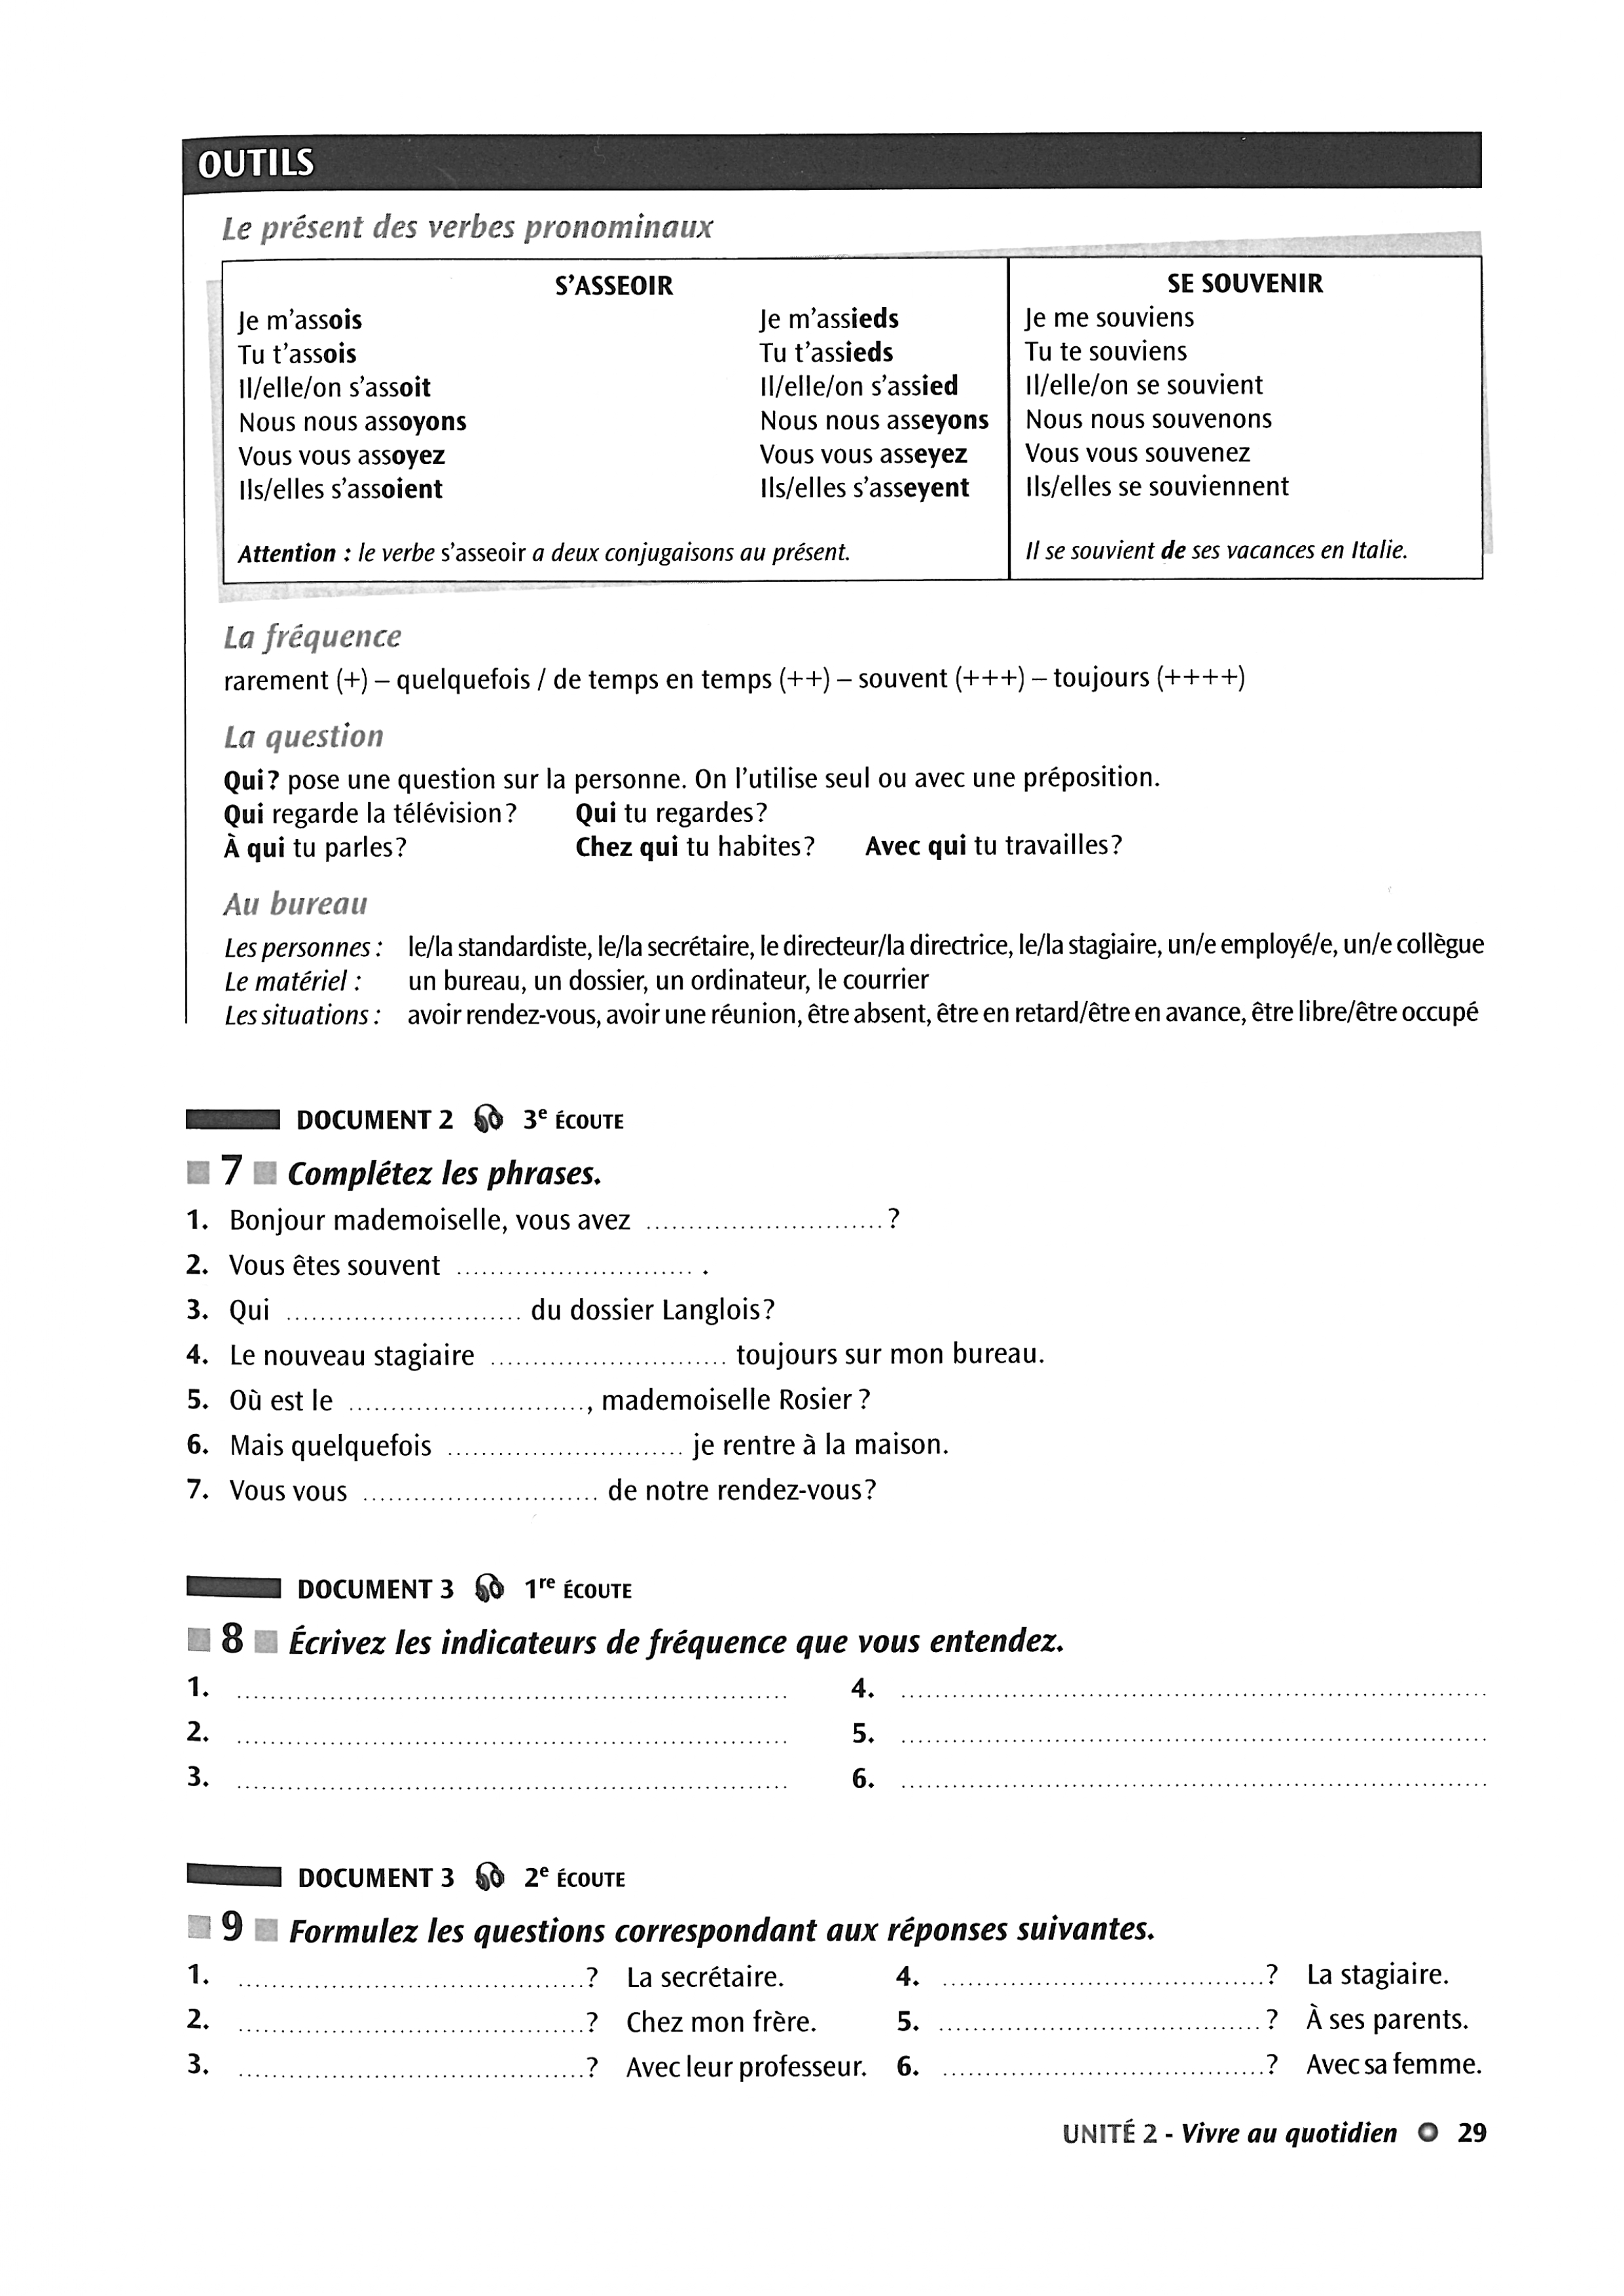 OUTILS
Le présent des verbes pronominaux
S'ASSEOIR
Je m'assois
Tu t'assois
Il/elle/on s'assoit
Nous nous assoyons
Vous vous assoyez
Ils/elles s'assoient
Je m'assieds
Tu t'assieds
Il/elle/on s'assied
Nous nous asseyons
Vous vous asseyez
Ils/elles s'asseyent
Attention : le verbe s'asseoir a deux conjugaisons au présent.
SE SOUVENIR
Je me souviens
Tu te souviens
Il/elle/on se souvient
Nous nous souvenons
Vous vous souvenez
Ils/elles se souviennent
Il se souvient de ses vacances en Italie.
La fréquence
rarement (+) – quelquefois / de temps en temps (++) – souvent (+++) – toujours (++++)
La question
Qui ? pose une question sur la personne. On l'utilise seul ou avec une préposition.
Qui regarde la télévision ? Qui tu regardes ?
À qui tu parles ? Chez qui tu habites ? Avec qui tu travailles ?
Au bureau
Les personnes : le/la standardiste, le/la secrétaire, le directeur/la directrice, le/la stagiaire, un/e employé/e, un/e collègue
Le matériel : un bureau, un dossier, un ordinateur, le courrier
Les situations : avoir rendez-vous, avoir une réunion, être absent, être en retard/être en avance, être libre/être occupé
DOCUMENT 2 3e ÉCOUTE
7 Complétez les phrases.
1. Bonjour mademoiselle, vous avez ............................ ?
2. Vous êtes souvent ............................ .
3. Qui ............................ du dossier Langlois ?
4. Le nouveau stagiaire ............................ toujours sur mon bureau.
5. Où est le ............................, mademoiselle Rosier ?
6. Mais quelquefois ............................ je rentre à la maison.
7. Vous vous ............................ de notre rendez-vous ?
DOCUMENT 3 1re ÉCOUTE
8 Écrivez les indicateurs de fréquence que vous entendez.
1. ................................................................ 4. ................................................................
2. ................................................................ 5. ................................................................
3. ................................................................ 6. ................................................................
DOCUMENT 3 2e ÉCOUTE
9 Formulez les questions correspondant aux réponses suivantes.
1. ........................................ ? La secrétaire. 4. ...................................... ? La stagiaire.
2. ........................................ ? Chez mon frère. 5. ...................................... ? À ses parents.
3. ........................................ ? Avec leur professeur. 6. ...................................... ? Avec sa femme.
UNITÉ 2 - Vivre au quotidien 29